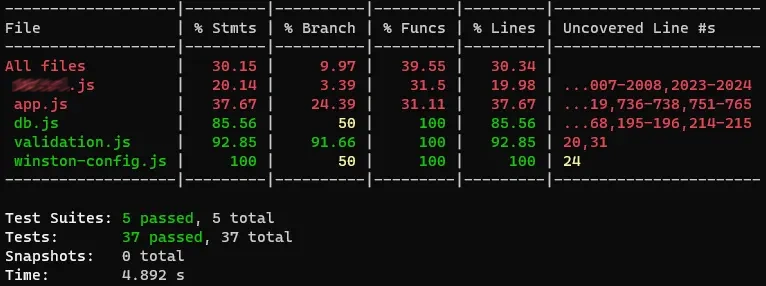 -------------------|---------|----------|---------|---------|------------------------
File               | % Stmts | % Branch | % Funcs | % Lines | Uncovered Line #s
-------------------|---------|----------|---------|---------|------------------------
All files          |   30.15 |     9.97 |   39.55 |   30.34 |
.js         |   20.14 |     3.39 |    31.5 |   19.98 | ...007-2008,2023-2024
app.js            |   37.67 |    24.39 |   31.11 |   37.67 | ...19,736-738,751-765
db.js             |   85.56 |       50 |     100 |   85.56 | ...68,195-196,214-215
validation.js     |   92.85 |    91.66 |     100 |   92.85 | 20,31
winston-config.js |     100 |       50 |     100 |     100 | 24
-------------------|---------|----------|---------|---------|------------------------
Test Suites: 5 passed, 5 total
Tests:       37 passed, 37 total
Snapshots:   0 total
Time:        4.892 s